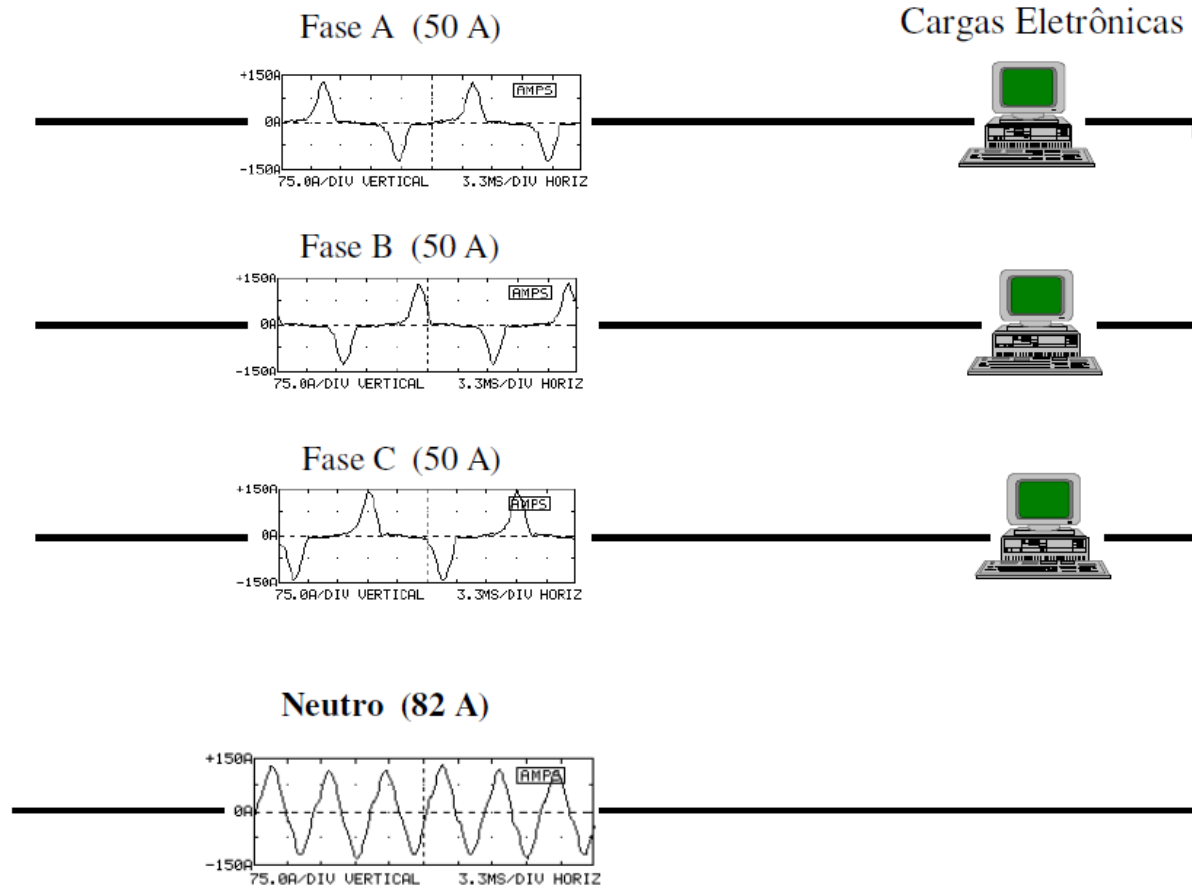 Fase A (50 A)
Cargas Eletrônicas
+150A
AMPS
0A
-150A
75.0A/DIV VERTICAL 3.3MS/DIV HORIZ
Fase B (50 A)
+150A
AMPS
0A
-150A
75.0A/DIV VERTICAL 3.3MS/DIV HORIZ
Fase C (50 A)
+150A
AMPS
0A
-150A
75.0A/DIV VERTICAL 3.3MS/DIV HORIZ
Neutro (82 A)
+150A
AMPS
0A
-150A
75.0A/DIV VERTICAL 3.3MS/DIV HORIZ